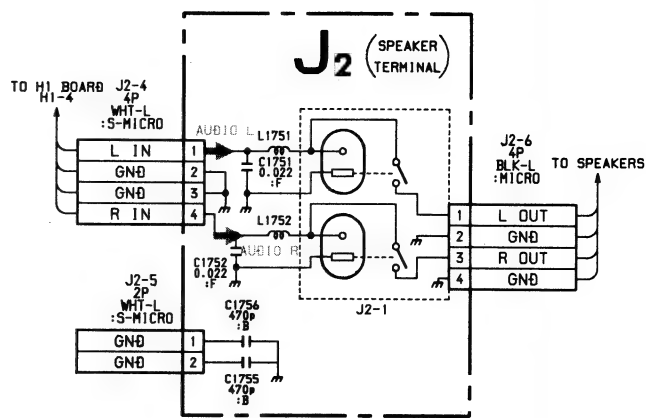 J2 (SPEAKER TERMINAL)
TO H1 BOARD
H1-4
J2-4
4P
WHT-L
:S-MICRO
L IN 1
GND 2
GND 3
R IN 4
AUDIO L
L1751
C1751
0.022
:F
L1752
AUDIO R
C1752
0.022
:F
J2-1
J2-6
4P
BLK-L
:MICRO
TO SPEAKERS
1 L OUT
2 GND
3 R OUT
4 GND
J2-5
2P
WHT-L
:S-MICRO
GND 1
GND 2
C1756
470p
:B
C1755
470p
:B